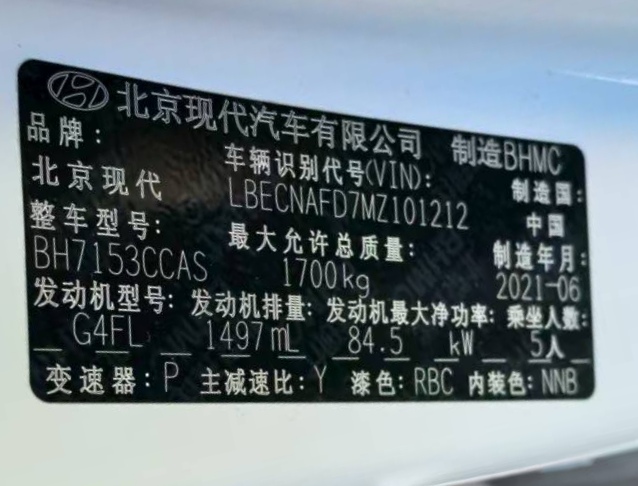 北京现代汽车有限公司 制造BHMC
品牌: 车辆识别代号(VIN): 制造国:
北京现代 LBECNAFD7MZ101212 中国
整车型号: 最大允许总质量: 制造年月:
BH7153CCAS 1700kg 2021-06
发动机型号: 发动机排量: 发动机最大净功率: 乘坐人数:
G4FL 1497mL 84.5 kW 5人
变速器: P 主减速比: Y 漆色: RBC 内装色: NNB